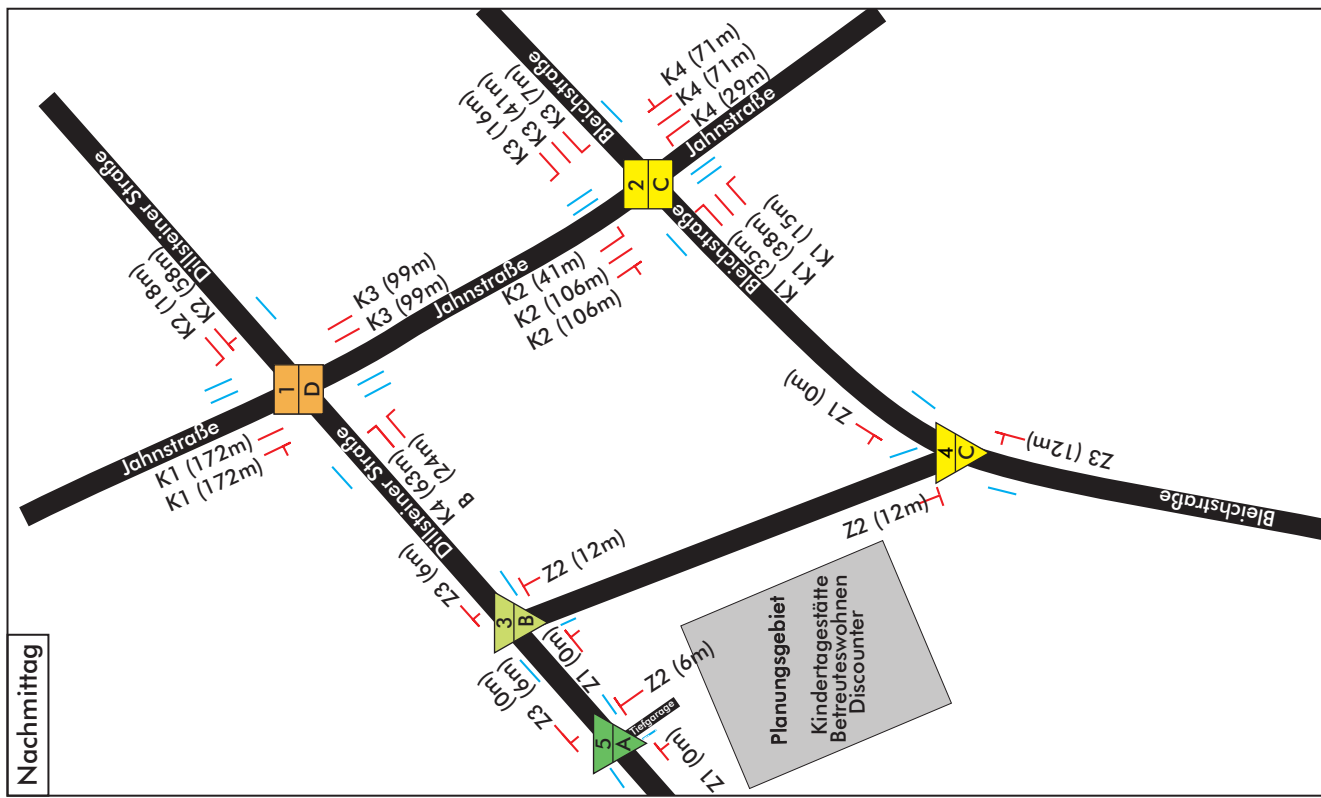 Nachmittag
Dillsteiner Straße
K2 (18m)
K2 (58m)
Jahnstraße
K1 (172m)
K1 (172m)
1
D
K3 (99m)
K3 (99m)
Jahnstraße
K4 (63m)
B (24m)
Dillsteiner Straße
Bleichstraße
K3 (16m)
K3 (41m)
K3 (7m)
K4 (71m)
K4 (71m)
K4 (29m)
Jahnstraße
2
C
K2 (41m)
K2 (106m)
K2 (106m)
Bleichstraße
K1 (35m)
K1 (38m)
K1 (15m)
Z3 (6m)
3
B
Z2 (12m)
Z1 (0m)
Z3 (6m)
(0m)
5
A
Z2 (6m)
Tiefgarage
Z1 (0m)
Z1 (0m)
4
C
Z2 (12m)
Z3 (12m)
Bleichstraße
Planungsgebiet
Kindertagestätte
Betreuteswohnen
Discounter